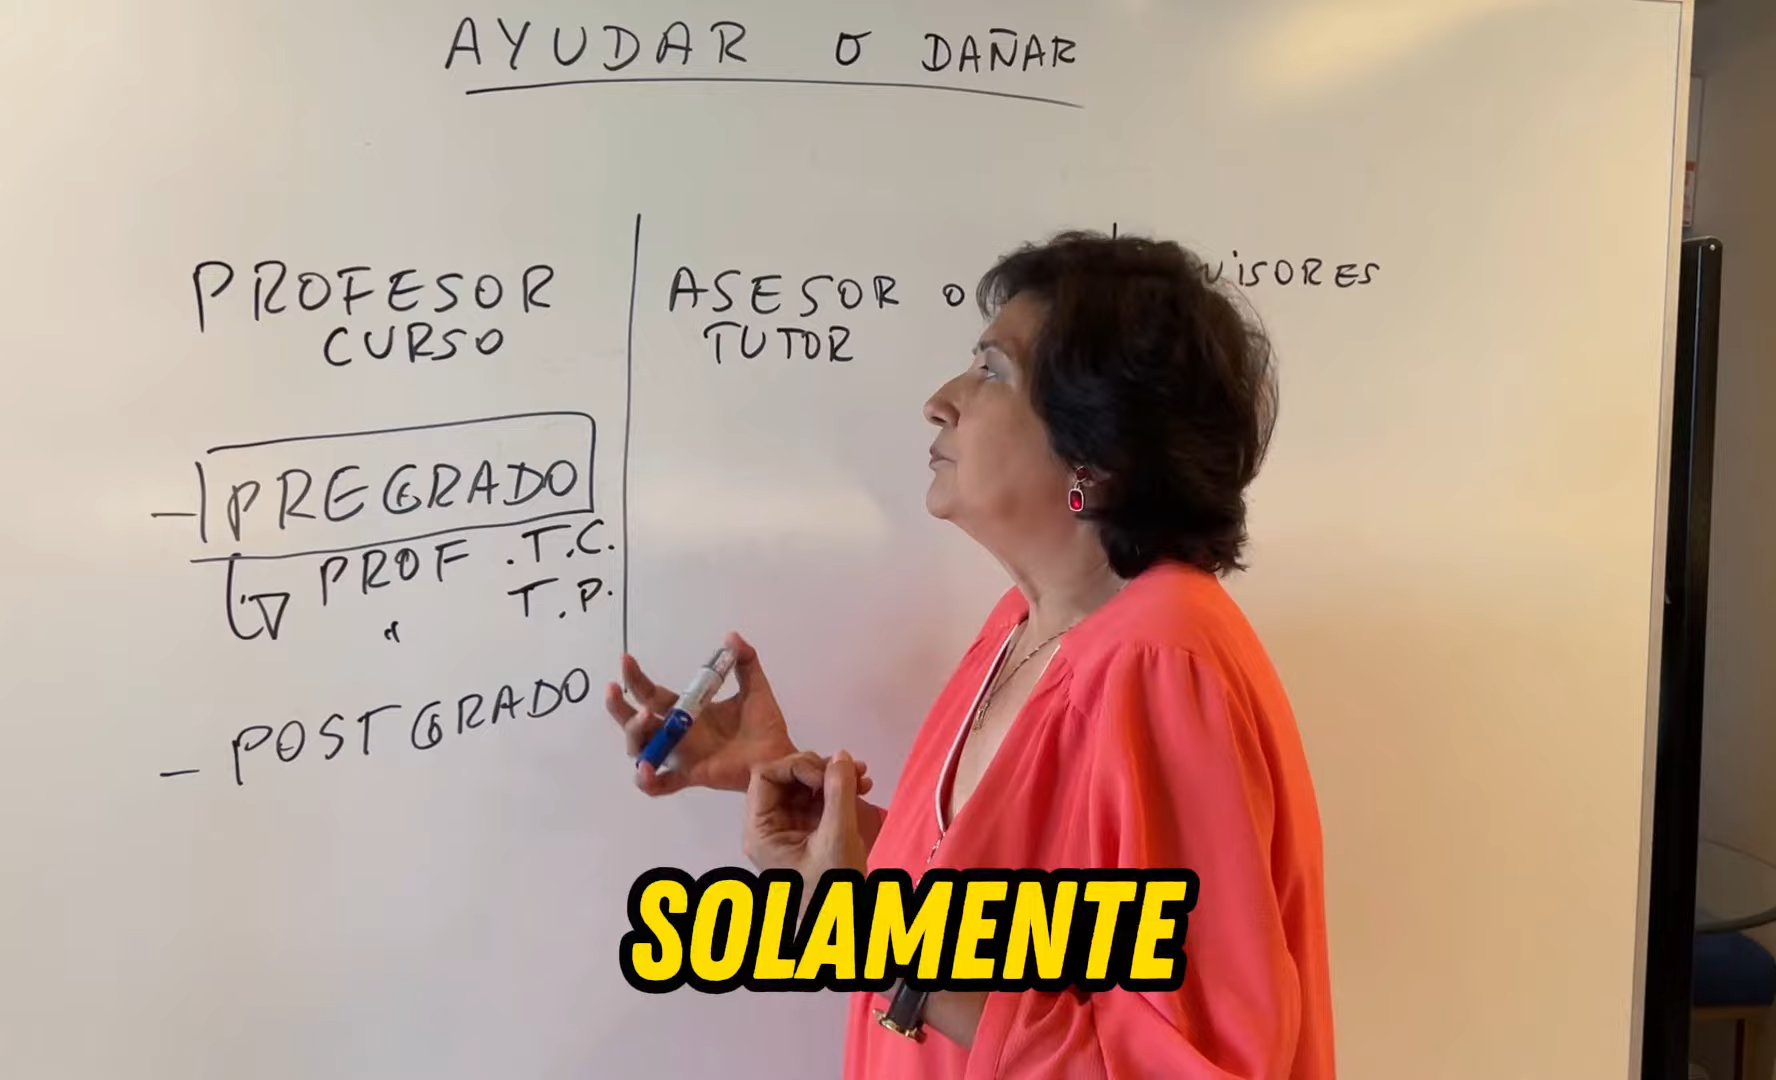 AYUDAR O DAÑAR
PROFESOR
CURSO
- PREGRADO
PROF . T.C.
" T.P.
- POSTGRADO
ASESOR O
TUTOR
VISORES
SOLAMENTE